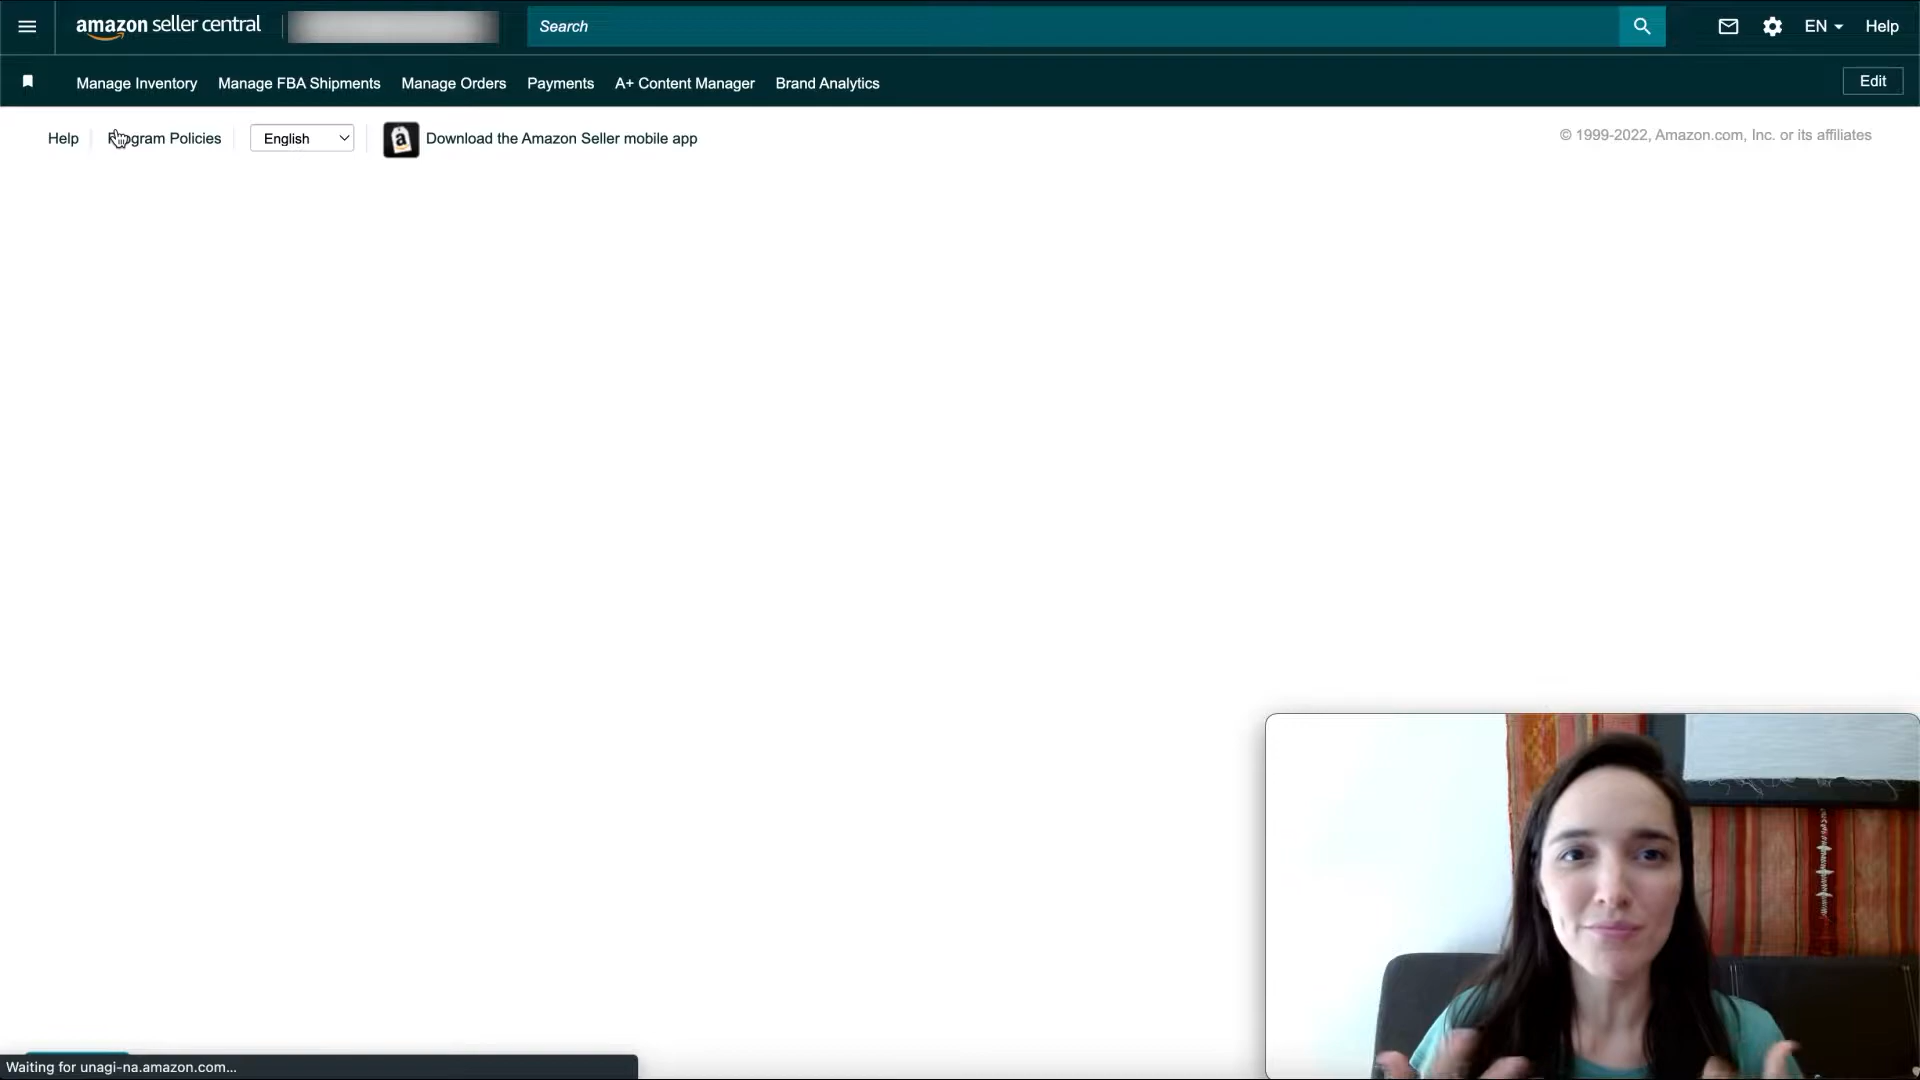 amazon seller central
Search
EN
Help
Manage Inventory
Manage FBA Shipments
Manage Orders
Payments
A+ Content Manager
Brand Analytics
Edit
Help
Program Policies
English
Download the Amazon Seller mobile app
© 1999-2022, Amazon.com, Inc. or its affiliates
Waiting for unagi-na.amazon.com...